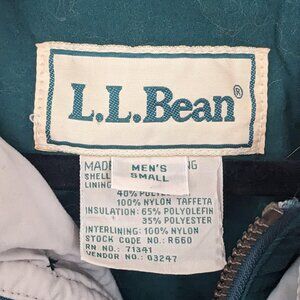 L.L.Bean®
MADE NG
MEN'S
SMALL
SHELL
LINING
40% POLYE
100% NYLON TAFFETA
INSULATION: 65% POLYOLEFIN
35% POLYESTER
INTERLINING: 100% NYLON
STOCK CODE NO.: R660
RN NO.: 71341
VENDOR NO.: 03247